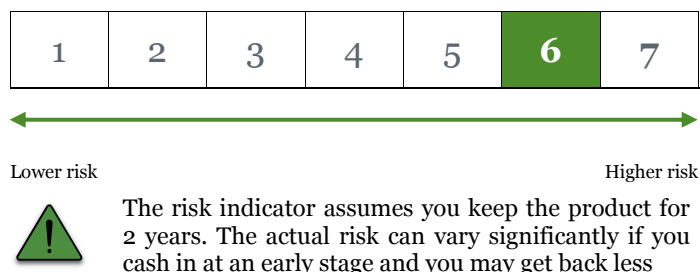 1 2 3 4 5 6 7
Lower risk Higher risk
The risk indicator assumes you keep the product for
2 years. The actual risk can vary significantly if you
cash in at an early stage and you may get back less